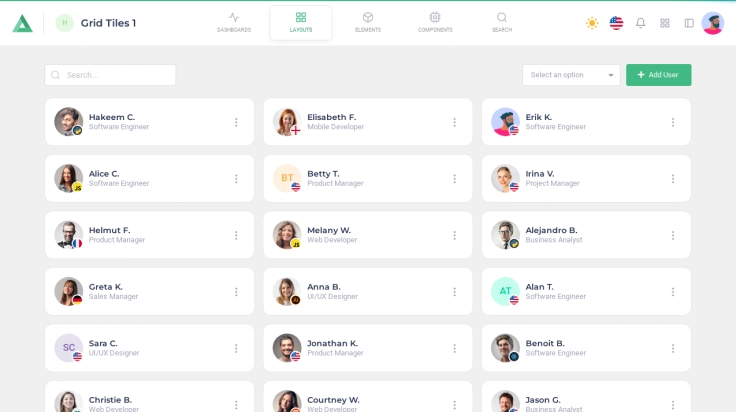 H
Grid Tiles 1
DASHBOARDS
LAYOUTS
ELEMENTS
COMPONENTS
SEARCH
Search...
Select an option
+ Add User
Hakeem C.
Software Engineer
Elisabeth F.
Mobile Developer
Erik K.
Software Engineer
Alice C.
Software Engineer
JS
BT
Betty T.
Product Manager
Irina V.
Project Manager
Helmut F.
Product Manager
Melany W.
Web Developer
JS
Alejandro B.
Business Analyst
Greta K.
Sales Manager
Anna B.
UI/UX Designer
Ai
AT
Alan T.
Software Engineer
SC
Sara C.
UI/UX Designer
Jonathan K.
Product Manager
Benoit B.
Software Engineer
Christie B.
Web Developer
Courtney W.
Web Developer
Jason G.
Business Analyst